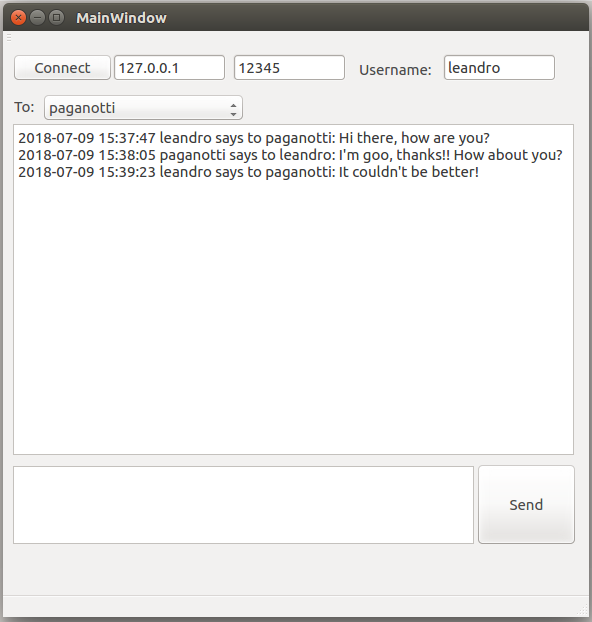 MainWindow
Connect 127.0.0.1 12345 Username: leandro
To: paganotti
2018-07-09 15:37:47 leandro says to paganotti: Hi there, how are you?
2018-07-09 15:38:05 paganotti says to leandro: I'm goo, thanks!! How about you?
2018-07-09 15:39:23 leandro says to paganotti: It couldn't be better!
Send